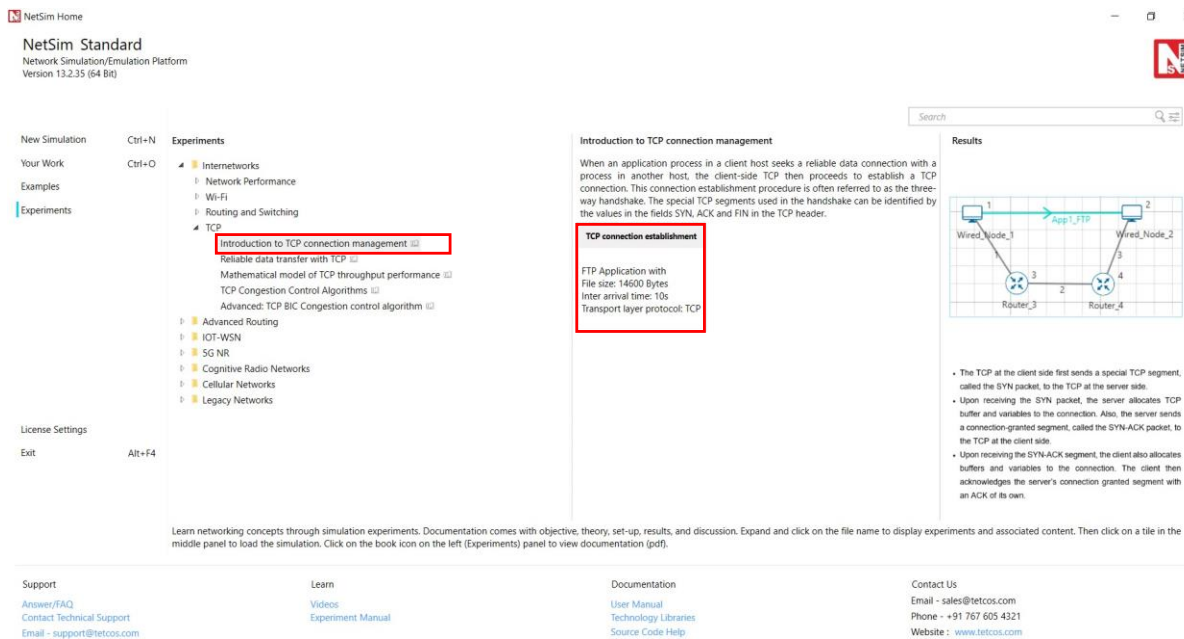 NetSim Home
NetSim Standard
Network Simulation/Emulation Platform
Version 13.2.35 (64 Bit)
NETSIM
Search
New Simulation Ctrl+N
Your Work Ctrl+O
Examples
Experiments
License Settings
Exit Alt+F4
Experiments
Internetworks
Network Performance
Wi-Fi
Routing and Switching
TCP
Introduction to TCP connection management
Reliable data transfer with TCP
Mathematical model of TCP throughput performance
TCP Congestion Control Algorithms
Advanced: TCP BIC Congestion control algorithm
Advanced Routing
IOT-WSN
5G NR
Cognitive Radio Networks
Cellular Networks
Legacy Networks
Introduction to TCP connection management
When an application process in a client host seeks a reliable data connection with a
process in another host, the client-side TCP then proceeds to establish a TCP
connection. This connection establishment procedure is often referred to as the three-
way handshake. The special TCP segments used in the handshake can be identified by
the values in the fields SYN, ACK and FIN in the TCP header.
TCP connection establishment
FTP Application with
File size: 14600 Bytes
Inter arrival time: 10s
Transport layer protocol: TCP
Results
1
2
App1_FTP
Wired_Node_1
Wired_Node_2
1
3
3
2
4
Router_3
Router_4
• The TCP at the client side first sends a special TCP segment,
called the SYN packet, to the TCP at the server side.
• Upon receiving the SYN packet, the server allocates TCP
buffer and variables to the connection. Also, the server sends
a connection-granted segment, called the SYN-ACK packet, to
the TCP at the client side.
• Upon receiving the SYN-ACK segment, the client also allocates
buffers and variables to the connection. The client then
acknowledges the server's connection granted segment with
an ACK of its own.
Learn networking concepts through simulation experiments. Documentation comes with objective, theory, set-up, results, and discussion. Expand and click on the file name to display experiments and associated content. Then click on a tile in the
middle panel to load the simulation. Click on the book icon on the left (Experiments) panel to view documentation (pdf).
Support
Answer/FAQ
Contact Technical Support
Email - support@tetcos.com
Learn
Videos
Experiment Manual
Documentation
User Manual
Technology Libraries
Source Code Help
Contact Us
Email - sales@tetcos.com
Phone - +91 767 605 4321
Website : www.tetcos.com